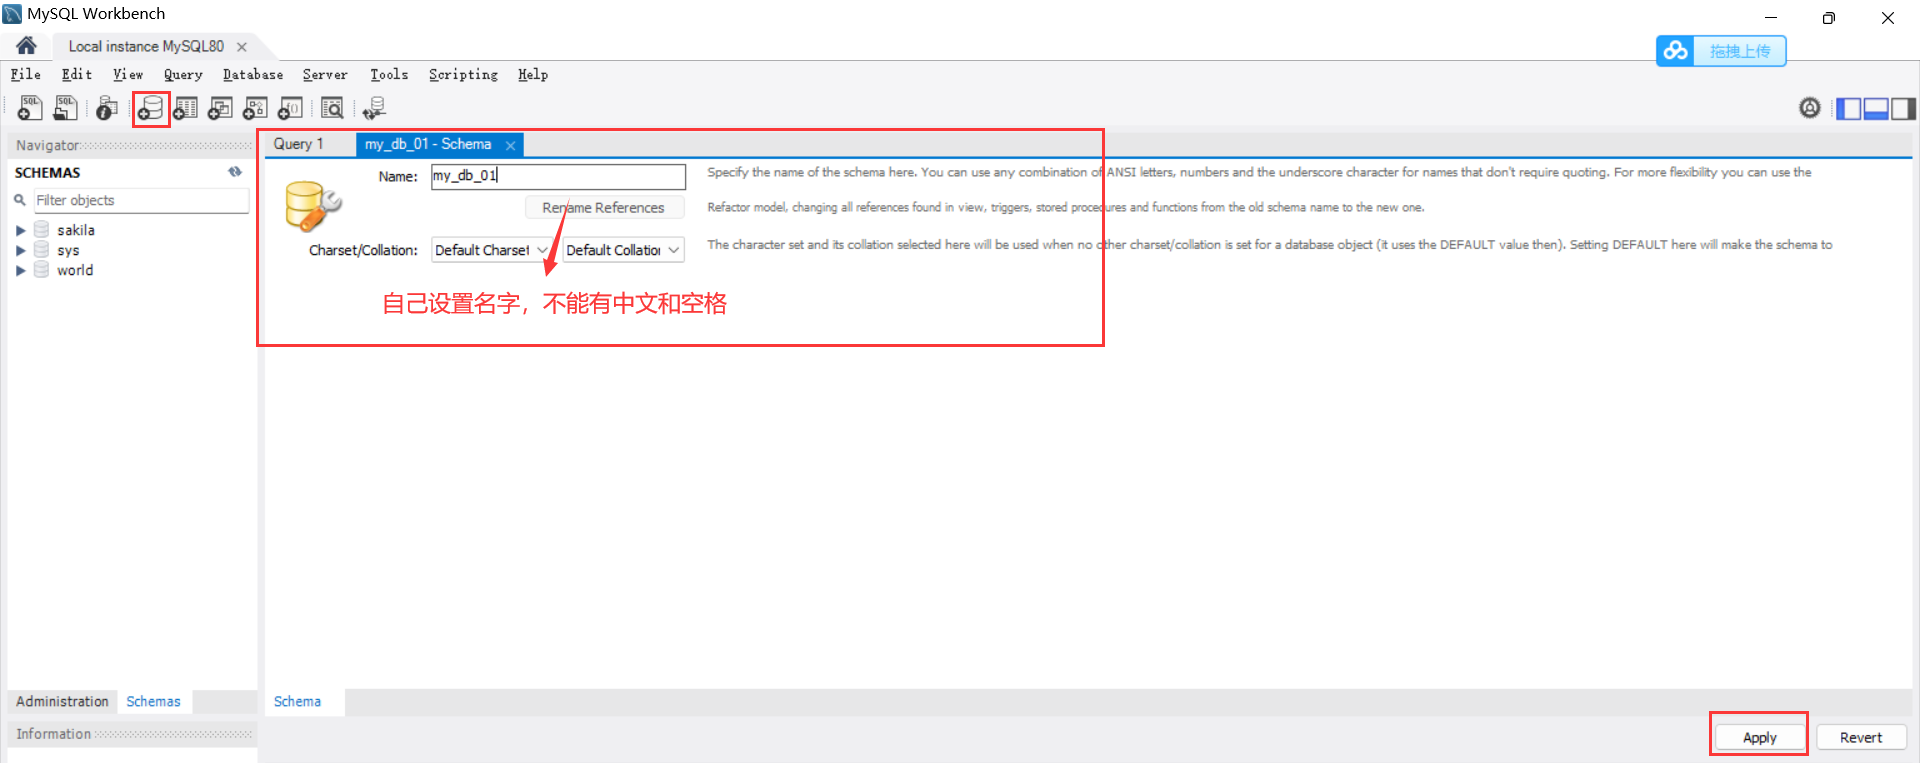 MySQL Workbench
Local instance MySQL80
拖拽上传
File Edit View Query Database Server Tools Scripting Help
Navigator
SCHEMAS
Filter objects
sakila
sys
world
Query 1
my_db_01 - Schema
Name: my_db_01
Specify the name of the schema here. You can use any combination of ANSI letters, numbers and the underscore character for names that don't require quoting. For more flexibility you can use the
Rename References
Refactor model, changing all references found in view, triggers, stored procedures and functions from the old schema name to the new one.
Charset/Collation: Default Charset Default Collation
The character set and its collation selected here will be used when no other charset/collation is set for a database object (it uses the DEFAULT value then). Setting DEFAULT here will make the schema to
自己设置名字，不能有中文和空格
Administration Schemas
Schema
Information
Apply Revert